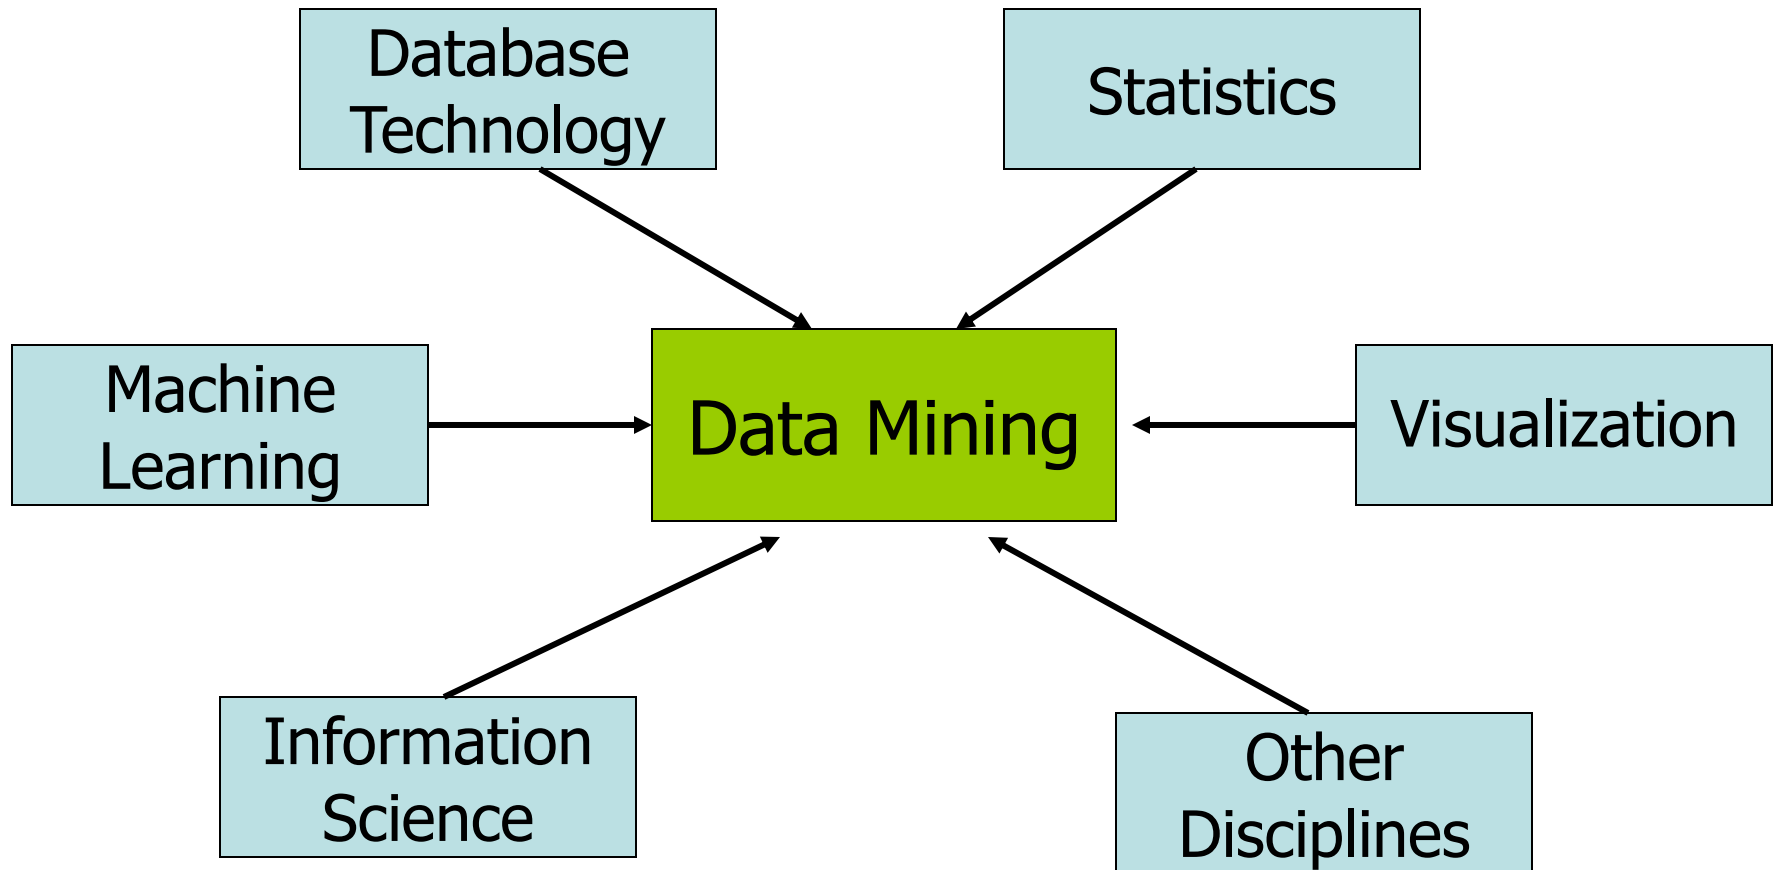 Database
Technology
Statistics
Machine
Learning
Data Mining
Visualization
Information
Science
Other
Disciplines